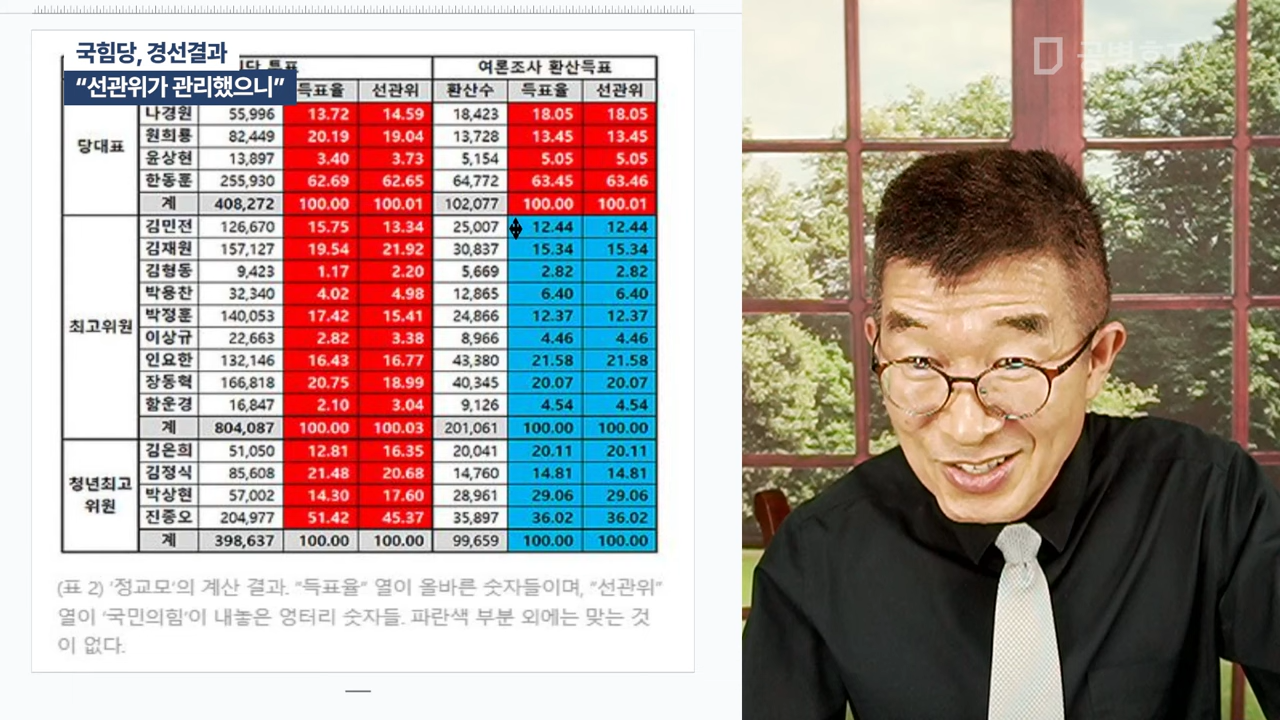 국힘당, 경선결과
"선관위가 관리했으니"
당 투표 여론조사 환산득표
득표율 선관위 환산수 득표율 선관위
당대표
나경원 55,996 13.72 14.59 18,423 18.05 18.05
원희룡 82,449 20.19 19.04 13,728 13.45 13.45
윤상현 13,897 3.40 3.73 5,154 5.05 5.05
한동훈 255,930 62.69 62.65 64,772 63.45 63.46
계 408,272 100.00 100.01 102,077 100.00 100.01
최고위원
김민전 126,670 15.75 13.34 25,007 12.44 12.44
김재원 157,127 19.54 21.92 30,837 15.34 15.34
김형동 9,423 1.17 2.20 5,669 2.82 2.82
박용찬 32,340 4.02 4.98 12,865 6.40 6.40
박정훈 140,053 17.42 15.41 24,866 12.37 12.37
이상규 22,663 2.82 3.38 8,966 4.46 4.46
인요한 132,146 16.43 16.77 43,380 21.58 21.58
장동혁 166,818 20.75 18.99 40,345 20.07 20.07
함운경 16,847 2.10 3.04 9,126 4.54 4.54
계 804,087 100.00 100.03 201,061 100.00 100.00
청년최고
위원
김은희 51,050 12.81 16.35 20,041 20.11 20.11
김정식 85,608 21.48 20.68 14,760 14.81 14.81
박상현 57,002 14.30 17.60 28,961 29.06 29.06
진종오 204,977 51.42 45.37 35,897 36.02 36.02
계 398,637 100.00 100.00 99,659 100.00 100.00
(표 2) '정교모'의 계산 결과. "득표율" 열이 올바른 숫자들이며, "선관위"
열이 '국민의힘'이 내놓은 엉터리 숫자들. 파란색 부분 외에는 맞는 것
이 없다.